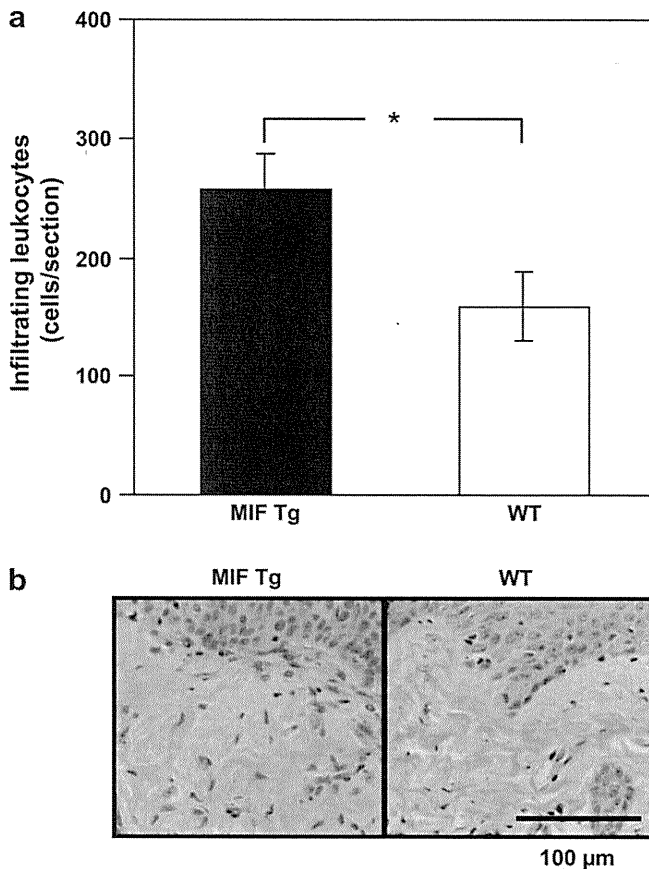 a
400
300
200
100
0
Infiltrating leukocytes
(cells/section)
*
MIF Tg
WT
b
MIF Tg
WT
100 µm